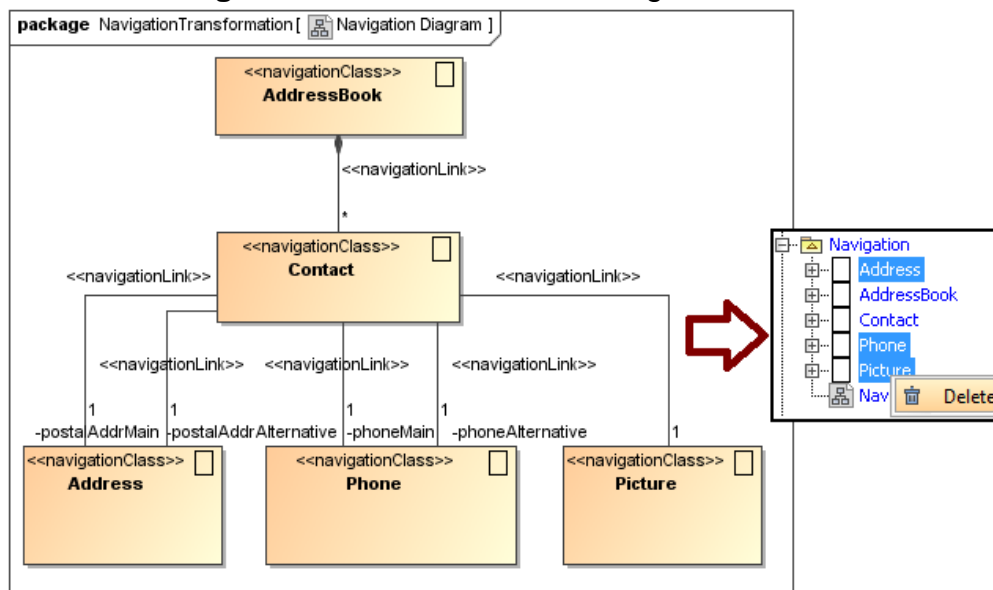 package NavigationTransformation [ Navigation Diagram ]
<<navigationClass>>
AddressBook
<<navigationLink>>
*
<<navigationClass>>
Contact
<<navigationLink>>
<<navigationLink>>
<<navigationLink>>
<<navigationLink>>
<<navigationLink>>
1
1
1
1
-postalAddrMain
-postalAddrAlternative
-phoneMain
-phoneAlternative
1
<<navigationClass>>
Address
<<navigationClass>>
Phone
<<navigationClass>>
Picture
Navigation
Address
AddressBook
Contact
Phone
Picture
Nav
Delete